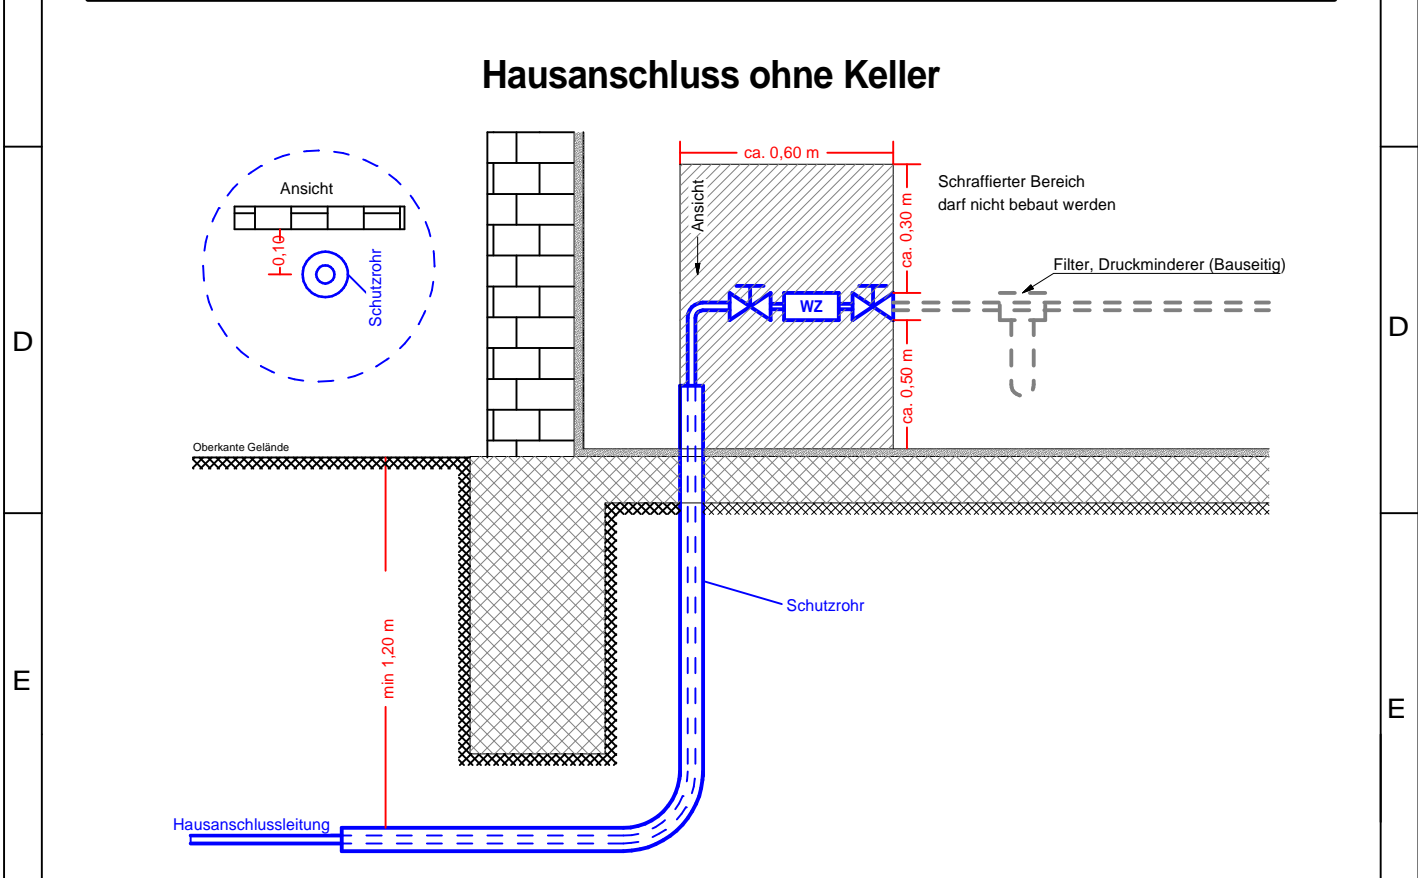 Hausanschluss ohne Keller
Ansicht
0,10
Schutzrohr
ca. 0,60 m
Ansicht
ca. 0,30 m
Schraffierter Bereich
darf nicht bebaut werden
Filter, Druckminderer (Bauseitig)
WZ
ca. 0,50 m
D
D
Oberkante Gelände
Schutzrohr
min 1,20 m
E
E
Hausanschlussleitung